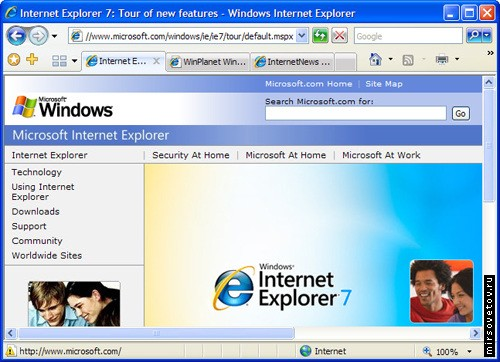 Internet Explorer 7: Tour of new features - Windows Internet Explorer
//www.microsoft.com/windows/ie/ie7/tour/default.mspx
Google
Internet E...
WinPlanet Win...
InternetNews ...
Microsoft.com Home | Site Map
Microsoft
Windows
Search Microsoft.com for:
Go
Microsoft Internet Explorer
Internet Explorer | Security At Home | Microsoft At Home | Microsoft At Work
Technology
Using Internet
Explorer
Downloads
Support
Community
Worldwide Sites
Windows
Internet
Explorer 7
http://www.microsoft.com/
Internet
100%
mirsovetov.ru